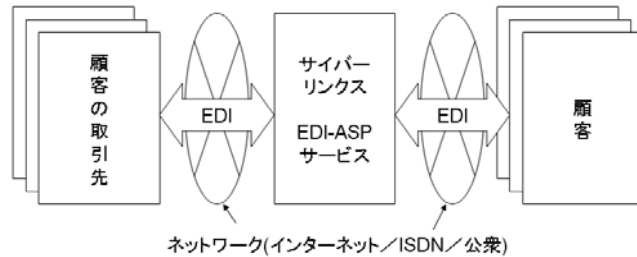 顧客の取引先
EDI
サイバー
リンクス
EDI-ASP
サービス
EDI
顧客
ネットワーク(インターネット／ISDN／公衆)